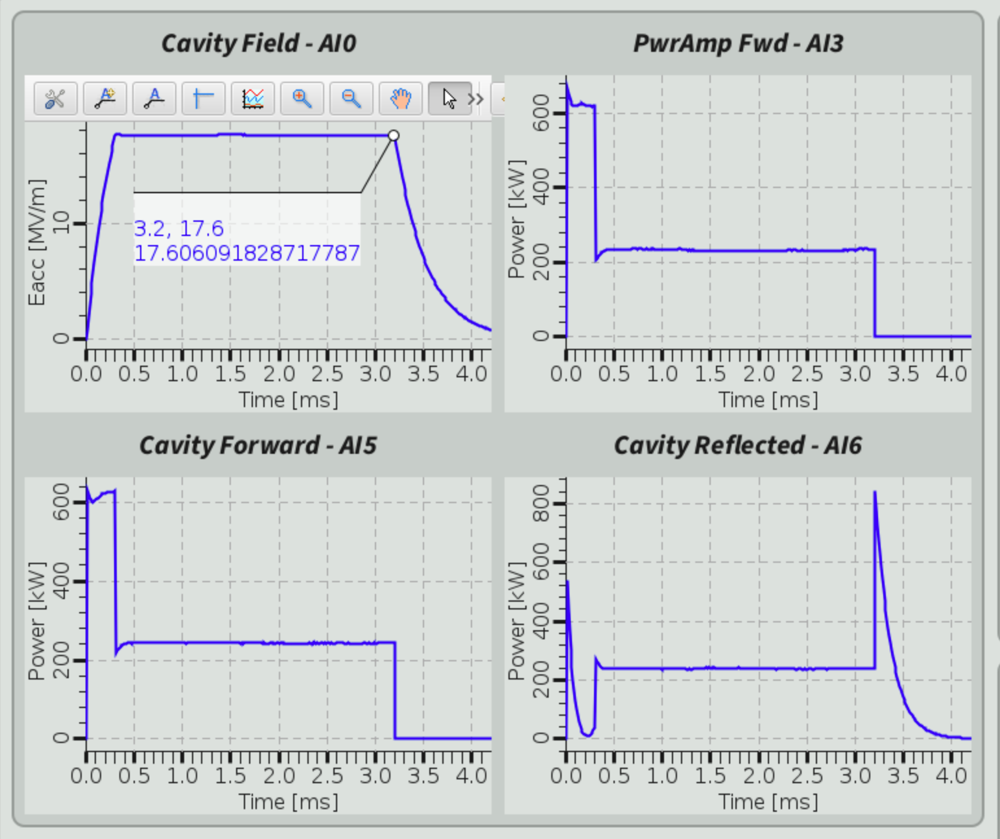 Cavity Field - AI0
A
A
Eacc [MV/m]
10
0
3.2, 17.6
17.606091828717787
0.0 0.5 1.0 1.5 2.0 2.5 3.0 3.5 4.0
Time [ms]
PwrAmp Fwd - AI3
Power [kW]
600
400
200
0
0.0 0.5 1.0 1.5 2.0 2.5 3.0 3.5 4.0
Time [ms]
Cavity Forward - AI5
Power [kW]
600
400
200
0
0.0 0.5 1.0 1.5 2.0 2.5 3.0 3.5 4.0
Time [ms]
Cavity Reflected - AI6
Power [kW]
800
600
400
200
0
0.0 0.5 1.0 1.5 2.0 2.5 3.0 3.5 4.0
Time [ms]